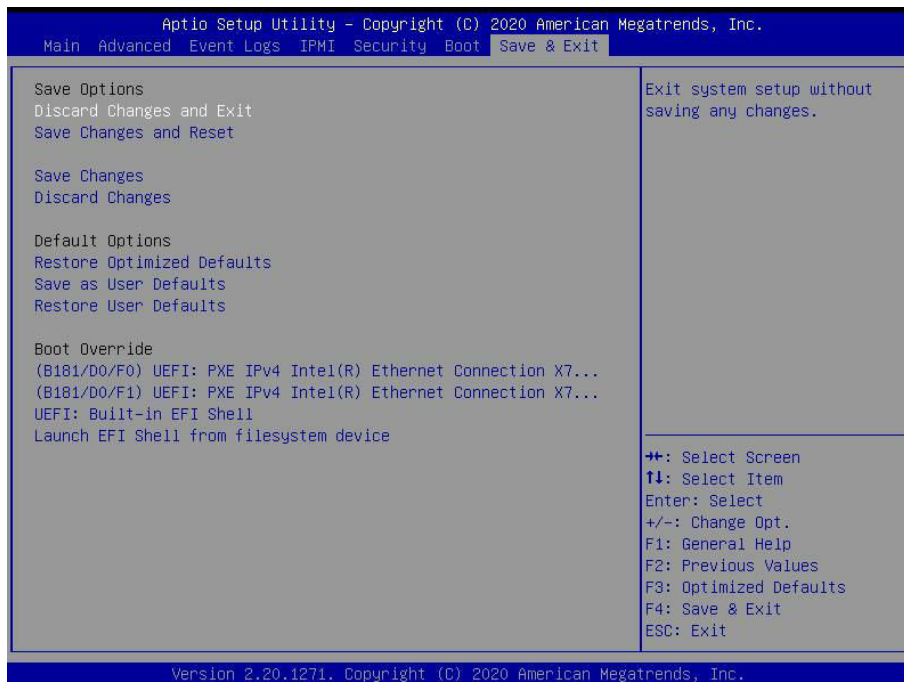 Aptio Setup Utility – Copyright (C) 2020 American Megatrends, Inc.
Main Advanced Event Logs IPMI Security Boot Save & Exit
Save Options
Discard Changes and Exit
Save Changes and Reset
Save Changes
Discard Changes
Default Options
Restore Optimized Defaults
Save as User Defaults
Restore User Defaults
Boot Override
(B181/D0/F0) UEFI: PXE IPv4 Intel(R) Ethernet Connection X7...
(B181/D0/F1) UEFI: PXE IPv4 Intel(R) Ethernet Connection X7...
UEFI: Built-in EFI Shell
Launch EFI Shell from filesystem device
Exit system setup without
saving any changes.
→←: Select Screen
↑↓: Select Item
Enter: Select
+/-: Change Opt.
F1: General Help
F2: Previous Values
F3: Optimized Defaults
F4: Save & Exit
ESC: Exit
Version 2.20.1271. Copyright (C) 2020 American Megatrends, Inc.